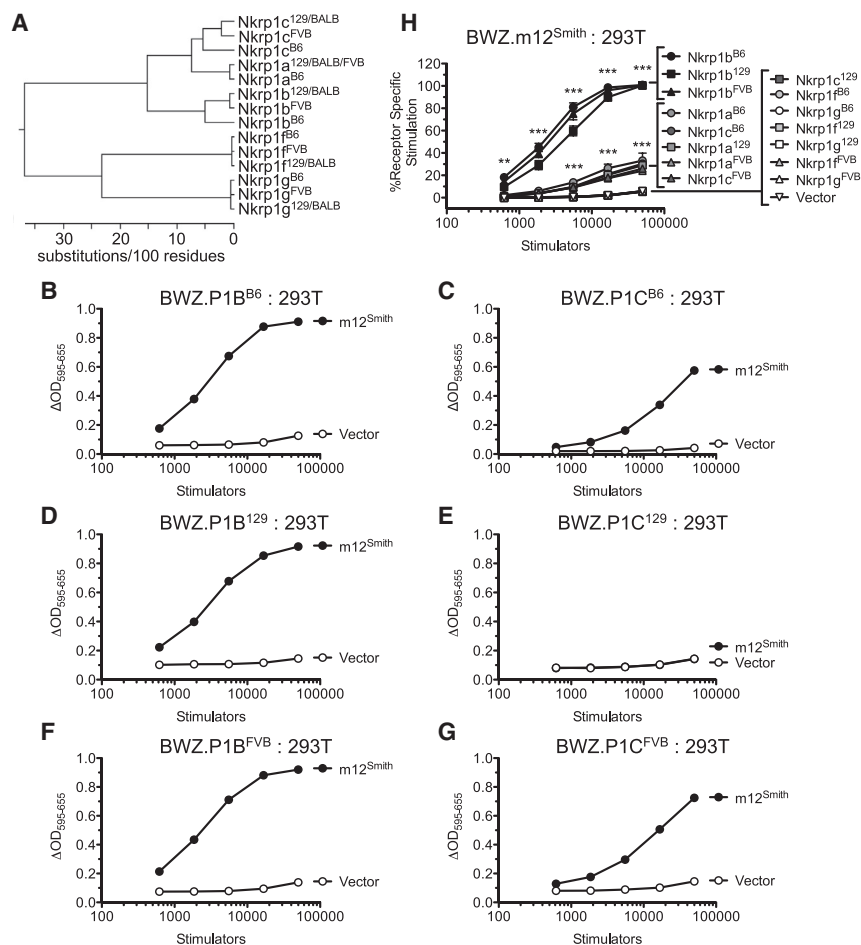 A
Nkrp1c129/BALB
Nkrp1cFVB
Nkrp1cB6
Nkrp1a129/BALB/FVB
Nkrp1aB6
Nkrp1b129/BALB
Nkrp1bFVB
Nkrp1bB6
Nkrp1fB6
Nkrp1fFVB
Nkrp1f129/BALB
Nkrp1gB6
Nkrp1gFVB
Nkrp1g129/BALB
30 20 10 0
substitutions/100 residues
H
BWZ.m12Smith : 293T
%Receptor Specific
Stimulation
120
100
80
60
40
20
0
** *** *** *** ***
100 1000 10000 100000
Stimulators
Nkrp1bB6
Nkrp1b129
Nkrp1bFVB
Nkrp1aB6
Nkrp1cB6
Nkrp1a129
Nkrp1aFVB
Nkrp1cFVB
Nkrp1c129
Nkrp1fB6
Nkrp1gB6
Nkrp1f129
Nkrp1g129
Nkrp1fFVB
Nkrp1gFVB
Vector
B
BWZ.P1BB6 : 293T
ΔOD595-655
1.0
0.8
0.6
0.4
0.2
0.0
m12Smith
Vector
100 1000 10000 100000
Stimulators
C
BWZ.P1CB6 : 293T
ΔOD595-655
1.0
0.8
0.6
0.4
0.2
0.0
m12Smith
Vector
100 1000 10000 100000
Stimulators
D
BWZ.P1B129 : 293T
ΔOD595-655
1.0
0.8
0.6
0.4
0.2
0.0
m12Smith
Vector
100 1000 10000 100000
Stimulators
E
BWZ.P1C129 : 293T
ΔOD595-655
1.0
0.8
0.6
0.4
0.2
0.0
m12Smith
Vector
100 1000 10000 100000
Stimulators
F
BWZ.P1BFVB : 293T
ΔOD595-655
1.0
0.8
0.6
0.4
0.2
0.0
m12Smith
Vector
100 1000 10000 100000
Stimulators
G
BWZ.P1CFVB : 293T
ΔOD595-655
1.0
0.8
0.6
0.4
0.2
0.0
m12Smith
Vector
100 1000 10000 100000
Stimulators